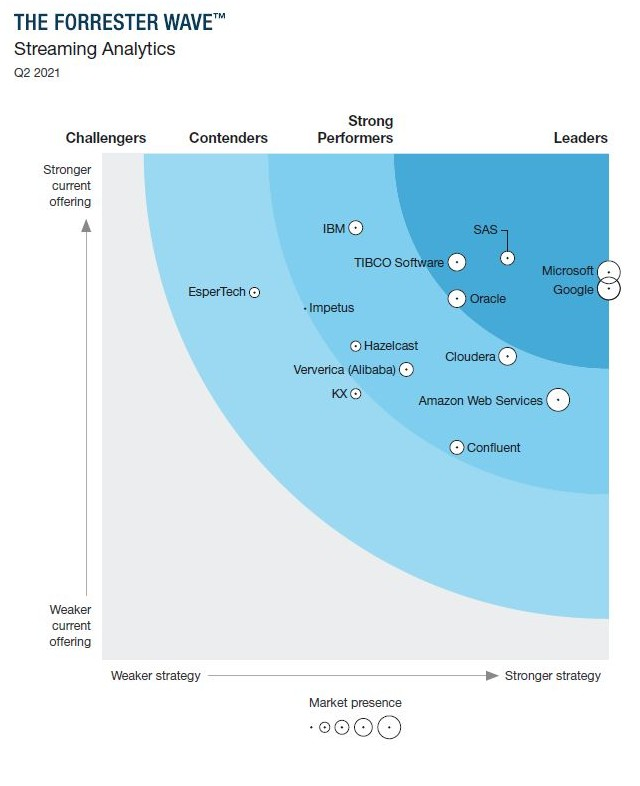 THE FORRESTER WAVE™
Streaming Analytics
Q2 2021
Challengers
Contenders
Strong
Performers
Leaders
Stronger
current
offering
IBM
SAS
TIBCO Software
Microsoft
Google
EsperTech
Oracle
Impetus
Hazelcast
Cloudera
Ververica (Alibaba)
KX
Amazon Web Services
Confluent
Weaker
current
offering
Weaker strategy
Stronger strategy
Market presence